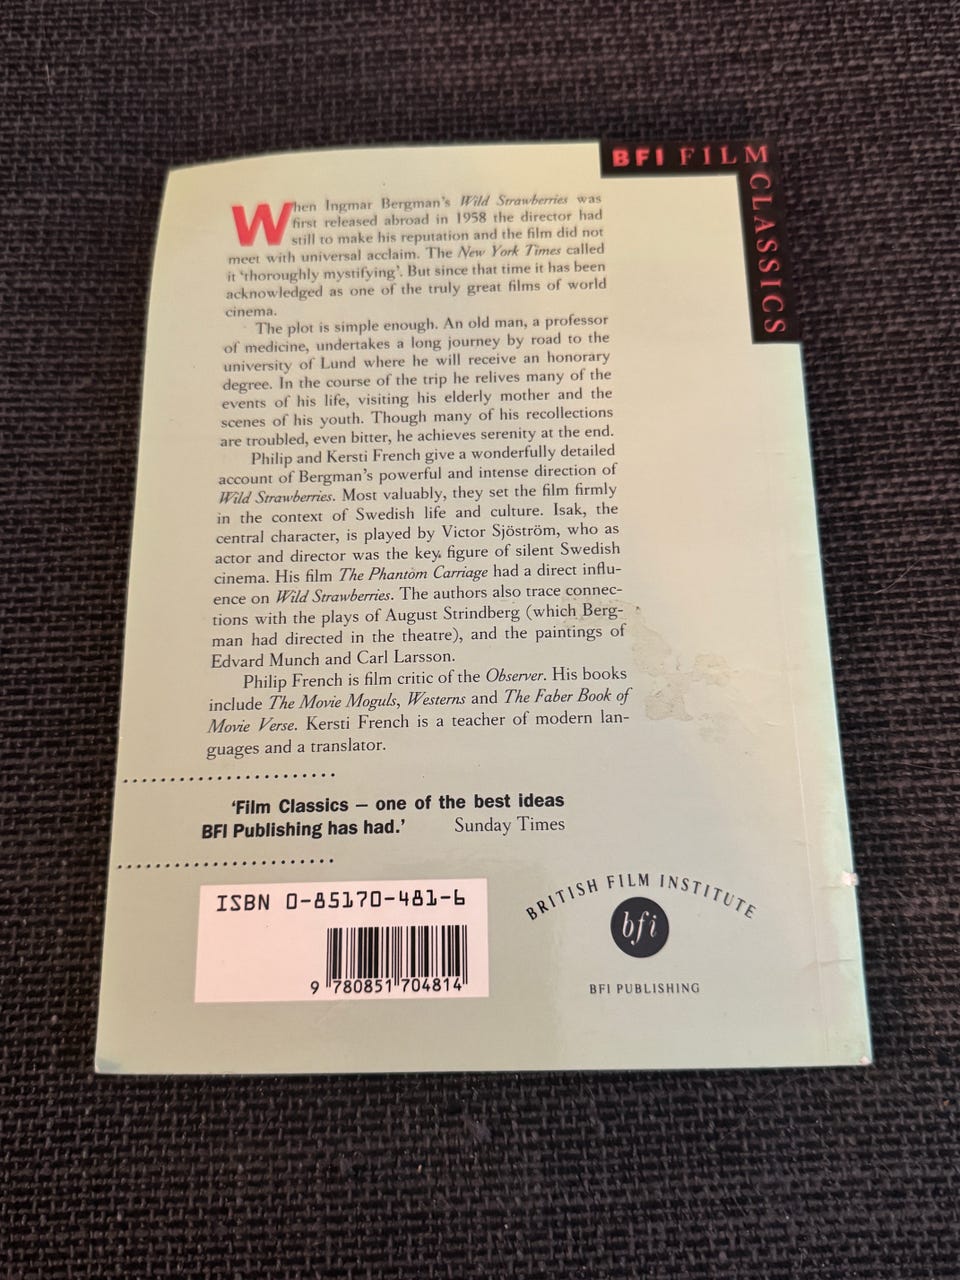 BFI FILM
CLASSICS
When Ingmar Bergman's Wild Strawberries was
first released abroad in 1958 the director had
still to make his reputation and the film did not
meet with universal acclaim. The New York Times called
it 'thoroughly mystifying'. But since that time it has been
acknowledged as one of the truly great films of world
cinema.
The plot is simple enough. An old man, a professor
of medicine, undertakes a long journey by road to the
university of Lund where he will receive an honorary
degree. In the course of the trip he relives many of the
events of his life, visiting his elderly mother and the
scenes of his youth. Though many of his recollections
are troubled, even bitter, he achieves serenity at the end.
Philip and Kersti French give a wonderfully detailed
account of Bergman's powerful and intense direction of
Wild Strawberries. Most valuably, they set the film firmly
in the context of Swedish life and culture. Isak, the
central character, is played by Victor Sjöström, who as
actor and director was the key figure of silent Swedish
cinema. His film The Phantom Carriage had a direct influ-
ence on Wild Strawberries. The authors also trace connec-
tions with the plays of August Strindberg (which Berg-
man had directed in the theatre), and the paintings of
Edvard Munch and Carl Larsson.
Philip French is film critic of the Observer. His books
include The Movie Moguls, Westerns and The Faber Book of
Movie Verse. Kersti French is a teacher of modern lan-
guages and a translator.
'Film Classics – one of the best ideas
BFI Publishing has had.' Sunday Times
ISBN 0-85170-481-6
9 780851 704814
BRITISH FILM INSTITUTE
bfi
BFI PUBLISHING